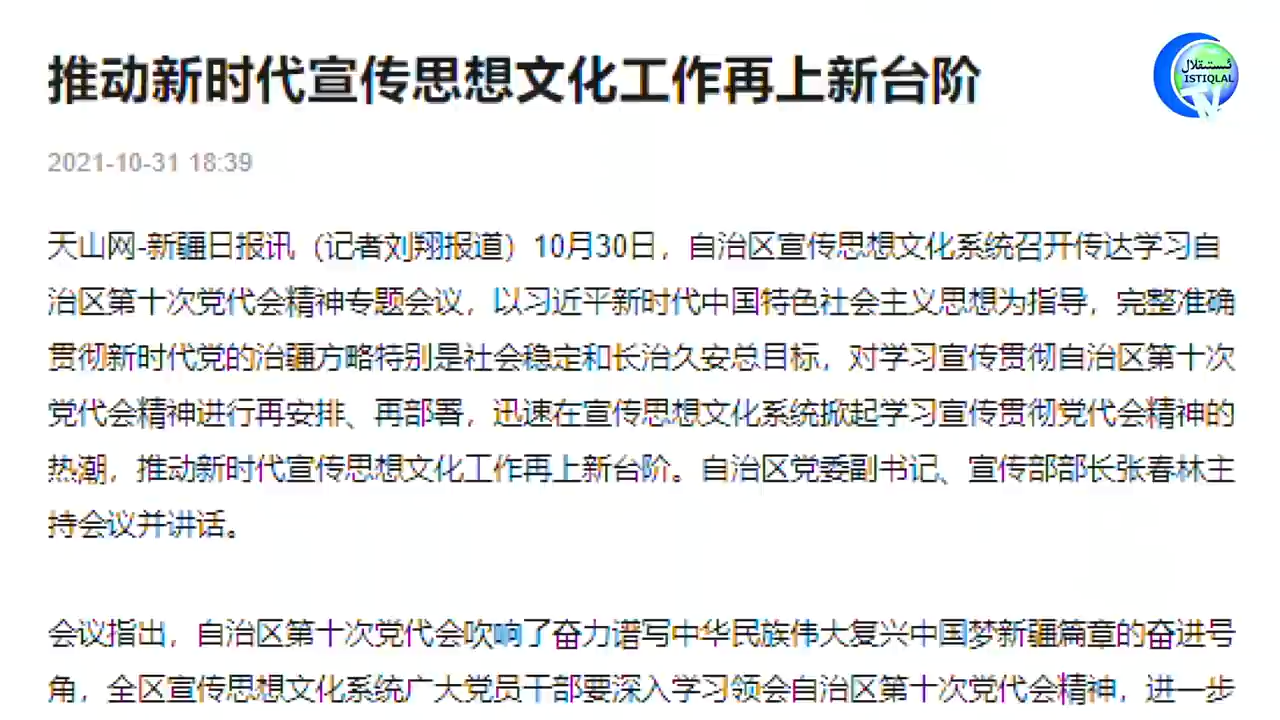 推动新时代宣传思想文化工作再上新台阶
ئىستىقلال
ISTIQLAL
TV
2021-10-31 18:39
天山网-新疆日报讯（记者刘翔报道）10月30日，自治区宣传思想文化系统召开传达学习自
治区第十次党代会精神专题会议，以习近平新时代中国特色社会主义思想为指导，完整准确
贯彻新时代党的治疆方略特别是社会稳定和长治久安总目标，对学习宣传贯彻自治区第十次
党代会精神进行再安排、再部署，迅速在宣传思想文化系统掀起学习宣传贯彻党代会精神的
热潮，推动新时代宣传思想文化工作再上新台阶。自治区党委副书记、宣传部部长张春林主
持会议并讲话。
会议指出，自治区第十次党代会吹响了奋力谱写中华民族伟大复兴中国梦新疆篇章的奋进号
角，全区宣传思想文化系统广大党员干部要深入学习领会自治区第十次党代会精神，进一步